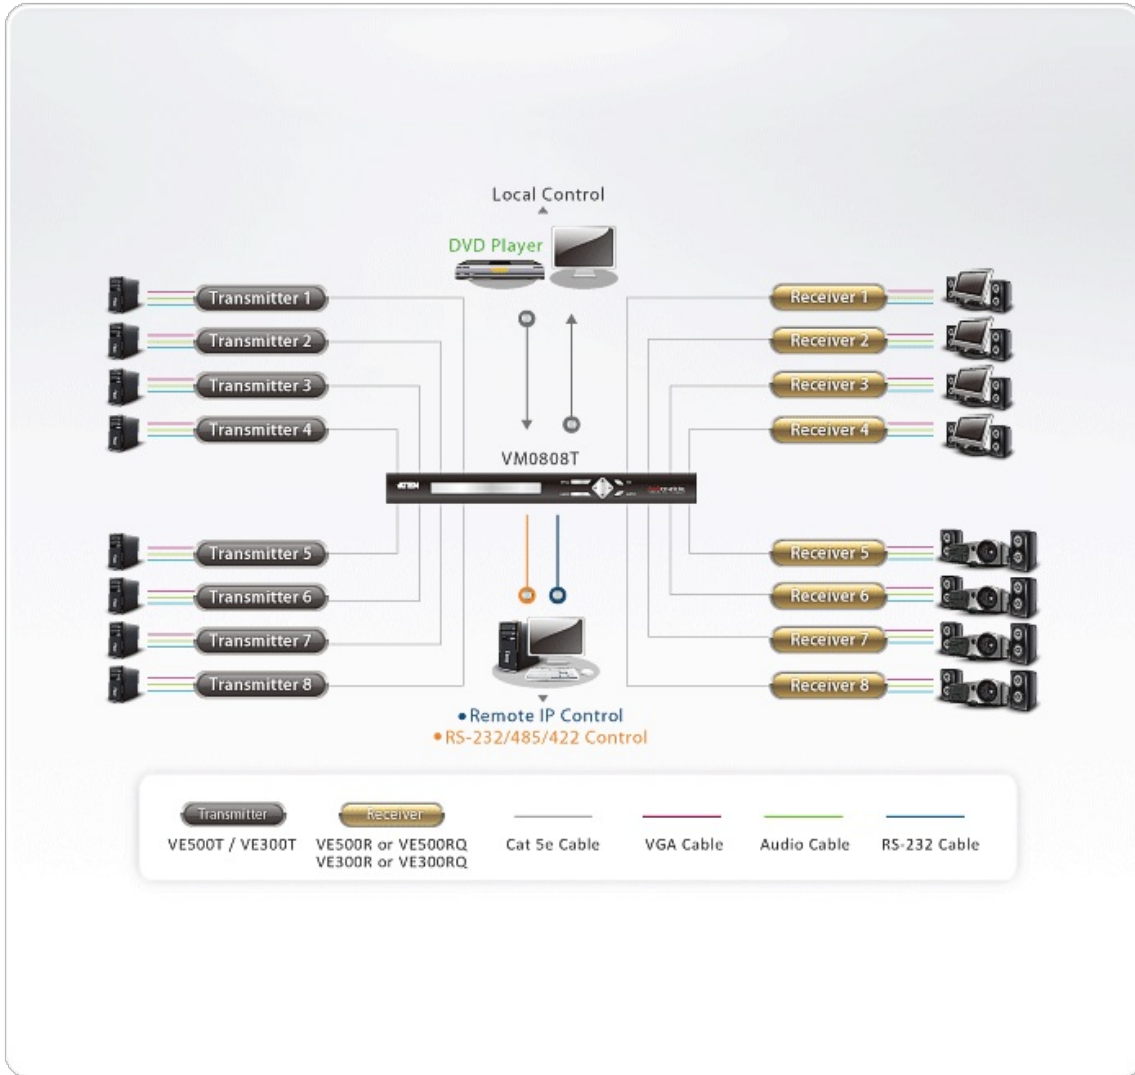 Local Control
DVD Player
Transmitter 1
Transmitter 2
Transmitter 3
Transmitter 4
Receiver 1
Receiver 2
Receiver 3
Receiver 4
VM0808T
ATEN
Transmitter 5
Transmitter 6
Transmitter 7
Transmitter 8
Receiver 5
Receiver 6
Receiver 7
Receiver 8
•Remote IP Control
•RS-232/485/422 Control
Transmitter
VE500T / VE300T
Receiver
VE500R or VE500RQ
VE300R or VE300RQ
Cat 5e Cable
VGA Cable
Audio Cable
RS-232 Cable